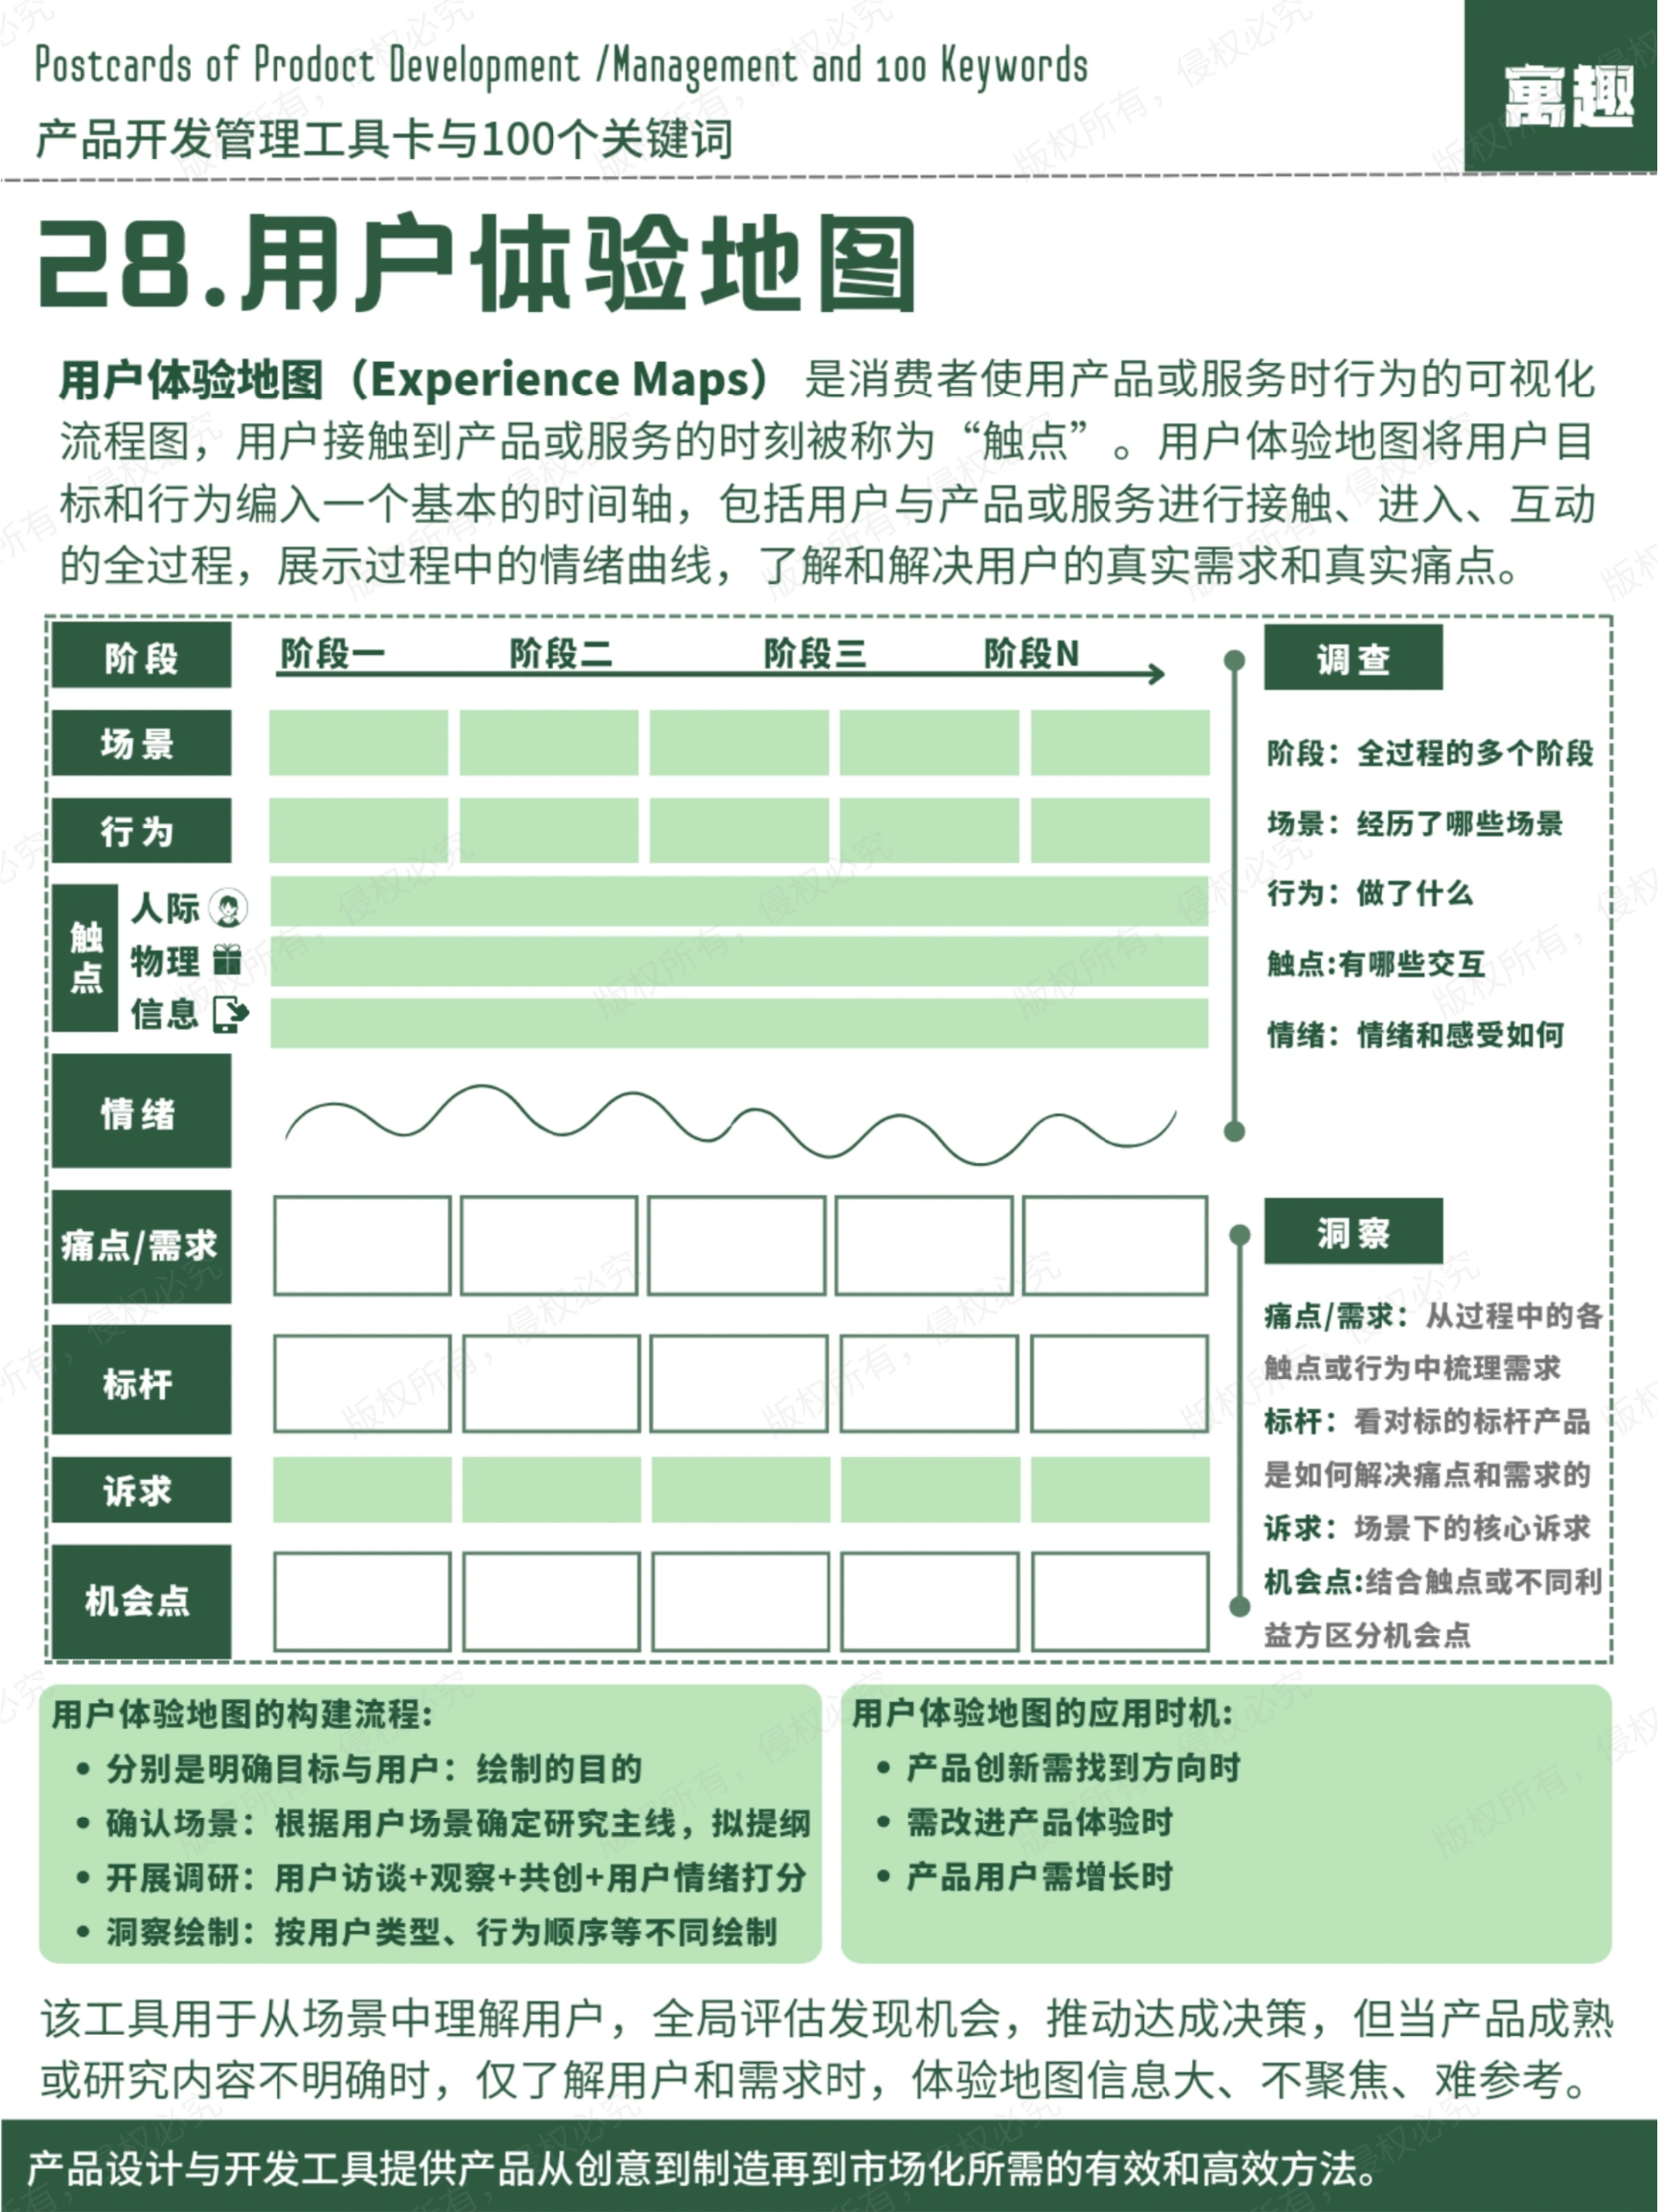 Postcards of Prodoct Development /Management and 100 Keywords
产品开发管理工具卡与100个关键词
寓趣
28.用户体验地图
用户体验地图（Experience Maps） 是消费者使用产品或服务时行为的可视化
流程图，用户接触到产品或服务的时刻被称为“触点”。用户体验地图将用户目
标和行为编入一个基本的时间轴，包括用户与产品或服务进行接触、进入、互动
的全过程，展示过程中的情绪曲线，了解和解决用户的真实需求和真实痛点。
阶段
阶段一 阶段二 阶段三 阶段N
场景
行为
触点
人际
物理
信息
情绪
痛点/需求
标杆
诉求
机会点
调查
阶段：全过程的多个阶段
场景：经历了哪些场景
行为：做了什么
触点:有哪些交互
情绪：情绪和感受如何
洞察
痛点/需求：从过程中的各
触点或行为中梳理需求
标杆：看对标的标杆产品
是如何解决痛点和需求的
诉求：场景下的核心诉求
机会点:结合触点或不同利
益方区分机会点
用户体验地图的构建流程:
• 分别是明确目标与用户：绘制的目的
• 确认场景：根据用户场景确定研究主线，拟提纲
• 开展调研：用户访谈+观察+共创+用户情绪打分
• 洞察绘制：按用户类型、行为顺序等不同绘制
用户体验地图的应用时机:
• 产品创新需找到方向时
• 需改进产品体验时
• 产品用户需增长时
该工具用于从场景中理解用户，全局评估发现机会，推动达成决策，但当产品成熟
或研究内容不明确时，仅了解用户和需求时，体验地图信息大、不聚焦、难参考。
产品设计与开发工具提供产品从创意到制造再到市场化所需的有效和高效方法。
版权所有，侵权必究